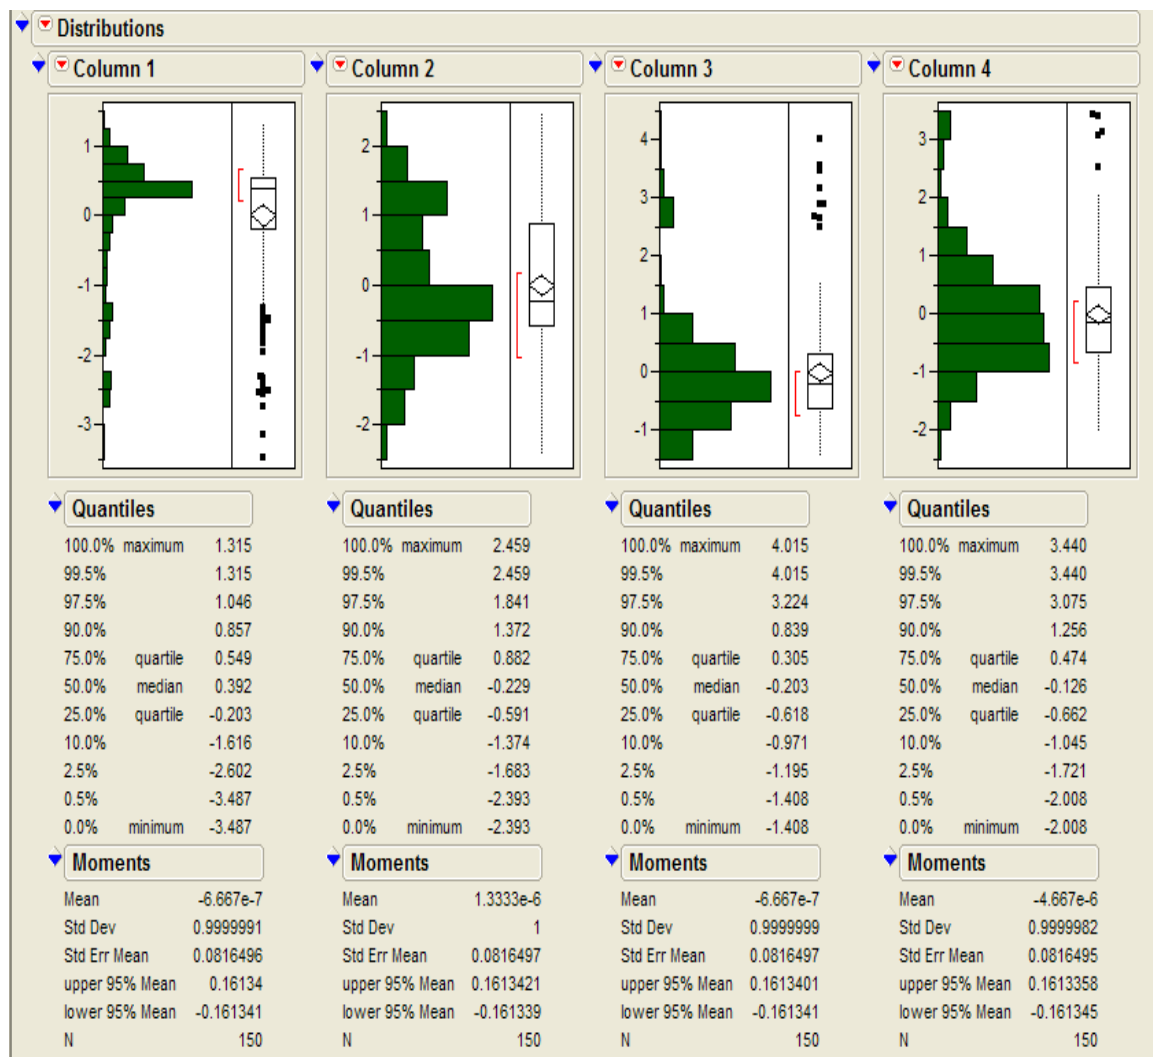 Distributions
Column 1 Column 2 Column 3 Column 4
1 2 4 3
0 1 3 2
-1 0 2 1
-2 -1 1 0
-3 -2 0 -1
-1 -2
Quantiles Quantiles Quantiles Quantiles
100.0% maximum 1.315 100.0% maximum 2.459 100.0% maximum 4.015 100.0% maximum 3.440
99.5% 1.315 99.5% 2.459 99.5% 4.015 99.5% 3.440
97.5% 1.046 97.5% 1.841 97.5% 3.224 97.5% 3.075
90.0% 0.857 90.0% 1.372 90.0% 0.839 90.0% 1.256
75.0% quartile 0.549 75.0% quartile 0.882 75.0% quartile 0.305 75.0% quartile 0.474
50.0% median 0.392 50.0% median -0.229 50.0% median -0.203 50.0% median -0.126
25.0% quartile -0.203 25.0% quartile -0.591 25.0% quartile -0.618 25.0% quartile -0.662
10.0% -1.616 10.0% -1.374 10.0% -0.971 10.0% -1.045
2.5% -2.602 2.5% -1.683 2.5% -1.195 2.5% -1.721
0.5% -3.487 0.5% -2.393 0.5% -1.408 0.5% -2.008
0.0% minimum -3.487 0.0% minimum -2.393 0.0% minimum -1.408 0.0% minimum -2.008
Moments Moments Moments Moments
Mean -6.667e-7 Mean 1.3333e-6 Mean -6.667e-7 Mean -4.667e-6
Std Dev 0.9999991 Std Dev 1 Std Dev 0.9999999 Std Dev 0.9999982
Std Err Mean 0.0816496 Std Err Mean 0.0816497 Std Err Mean 0.0816497 Std Err Mean 0.0816495
upper 95% Mean 0.16134 upper 95% Mean 0.1613421 upper 95% Mean 0.1613401 upper 95% Mean 0.1613358
lower 95% Mean -0.161341 lower 95% Mean -0.161339 lower 95% Mean -0.161341 lower 95% Mean -0.161345
N 150 N 150 N 150 N 150